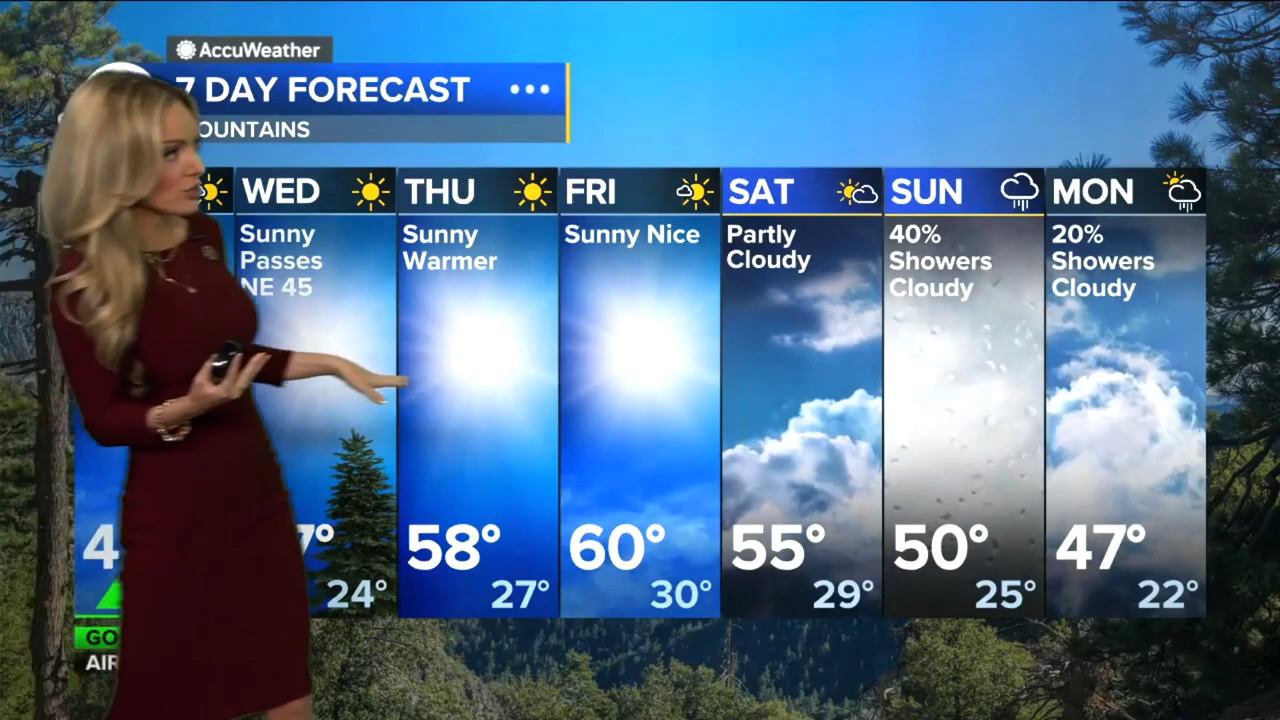 AccuWeather
7 DAY FORECAST
OUNTAINS
WED
THU
FRI
SAT
SUN
MON
Sunny
Passes
NE 45
Sunny
Warmer
Sunny Nice
Partly
Cloudy
40%
Showers
Cloudy
20%
Showers
Cloudy
4
7°
58°
60°
55°
50°
47°
24°
27°
30°
29°
25°
22°
GO
AIR